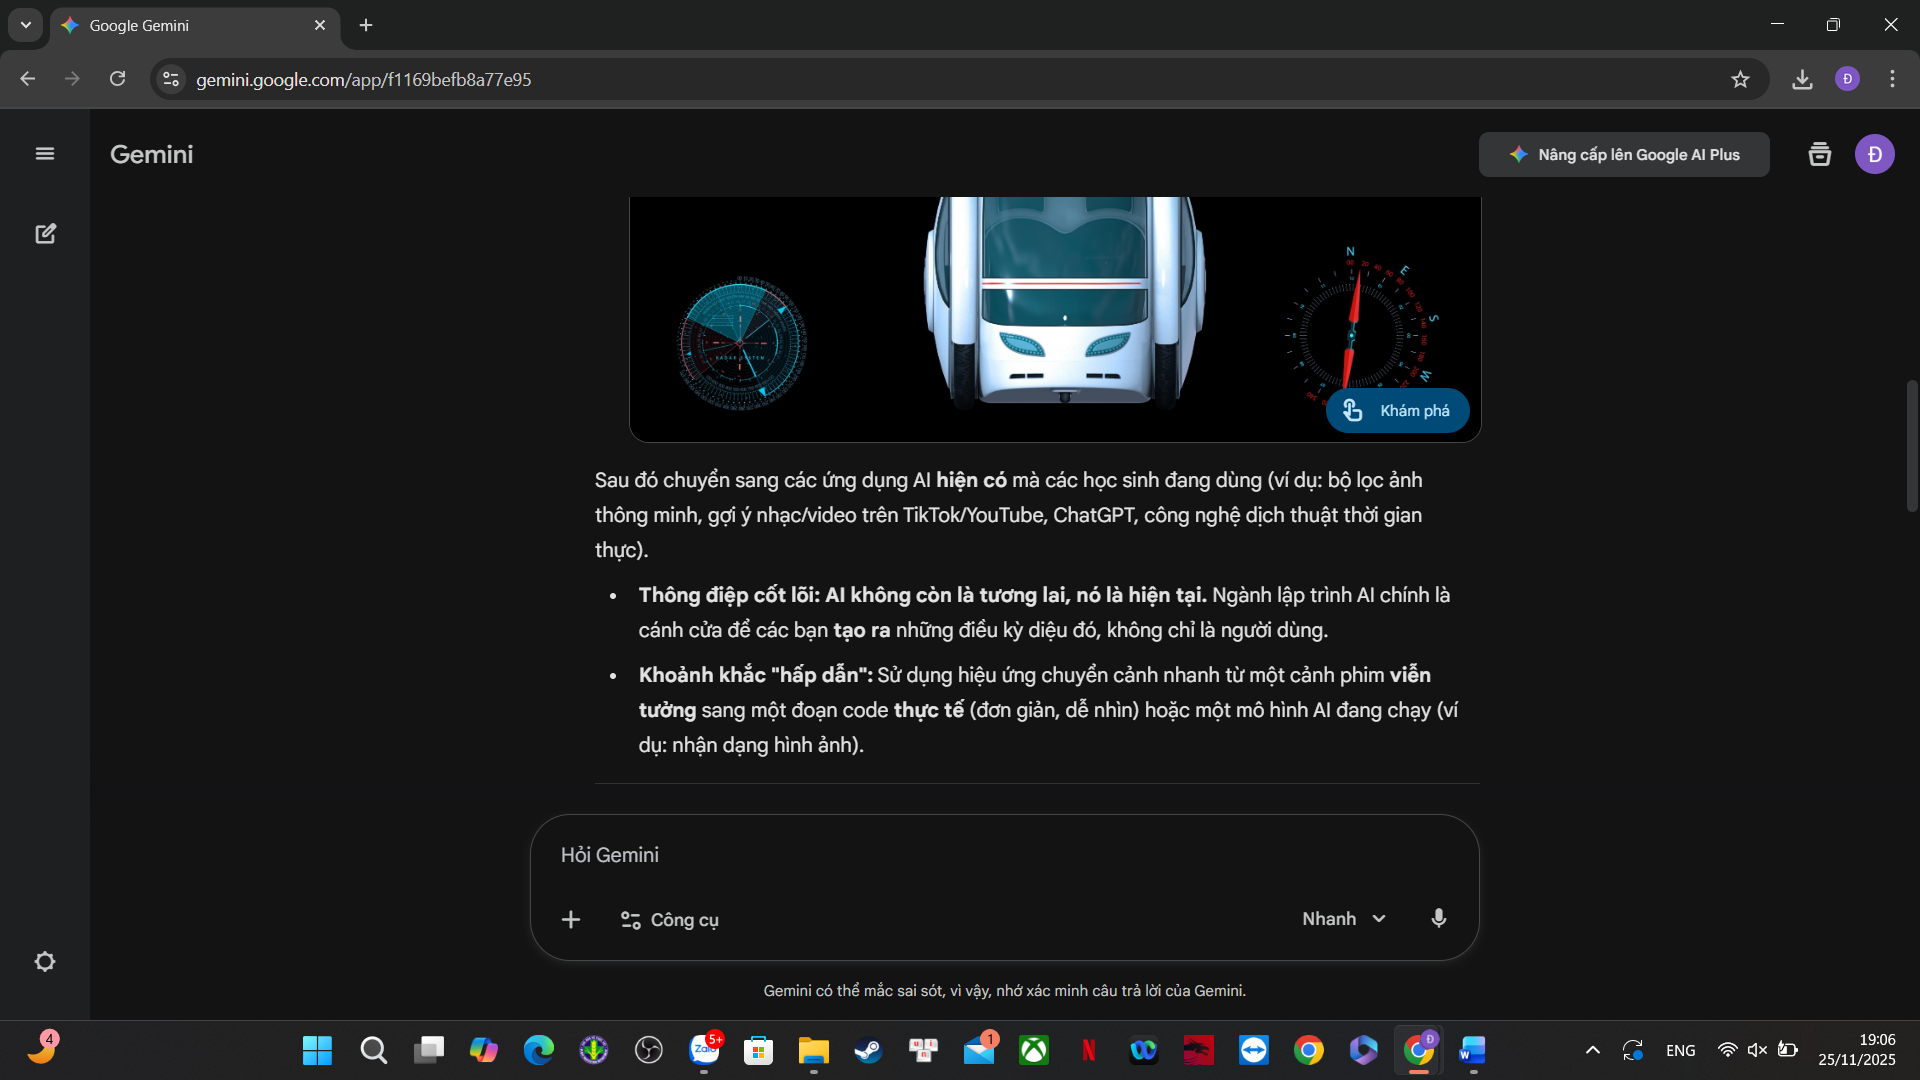 Google Gemini
gemini.google.com/app/f1169befb8a77e95
Đ
Gemini
Nâng cấp lên Google AI Plus
Đ
RADAR SYSTEM
N
E
S
W
Khám phá
Sau đó chuyển sang các ứng dụng AI hiện có mà các học sinh đang dùng (ví dụ: bộ lọc ảnh
thông minh, gợi ý nhạc/video trên TikTok/YouTube, ChatGPT, công nghệ dịch thuật thời gian
thực).
Thông điệp cốt lõi: AI không còn là tương lai, nó là hiện tại. Ngành lập trình AI chính là
cánh cửa để các bạn tạo ra những điều kỳ diệu đó, không chỉ là người dùng.
Khoảnh khắc "hấp dẫn": Sử dụng hiệu ứng chuyển cảnh nhanh từ một cảnh phim viễn
tưởng sang một đoạn code thực tế (đơn giản, dễ nhìn) hoặc một mô hình AI đang chạy (ví
dụ: nhận dạng hình ảnh).
Hỏi Gemini
Công cụ
Nhanh
Gemini có thể mắc sai sót, vì vậy, nhớ xác minh câu trả lời của Gemini.
4
Zalo
5+
1
N
Đ
W
ENG
19:06
25/11/2025